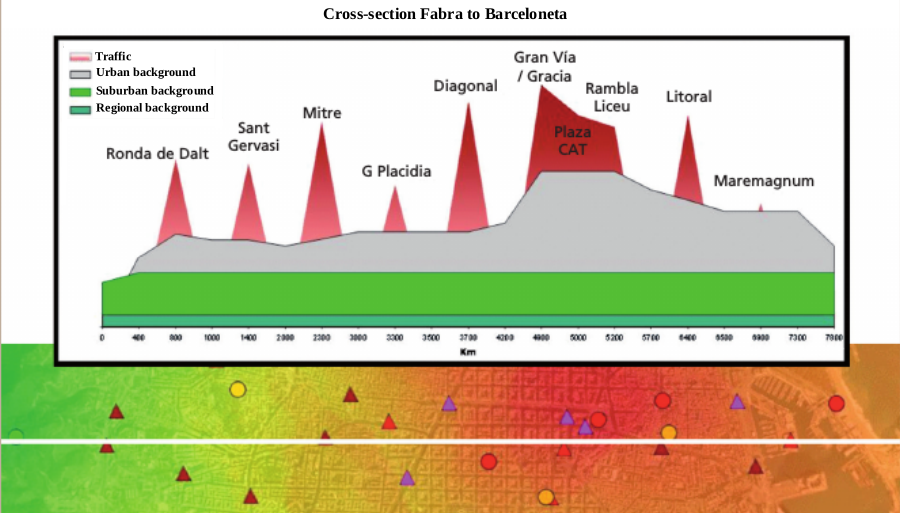 Cross-section Fabra to Barceloneta
Traffic
Urban background
Suburban background
Regional background
Ronda de Dalt
Sant
Gervasi
Mitre
G Placidia
Diagonal
Gran Vía
/ Gracia
Plaza
CAT
Rambla
Liceu
Litoral
Maremagnum
0 400 800 1000 1400 2300 3000 3300 3500 3700 4200 4900 5000 5200 5700 6400 6500 6900 7300 7800
Km